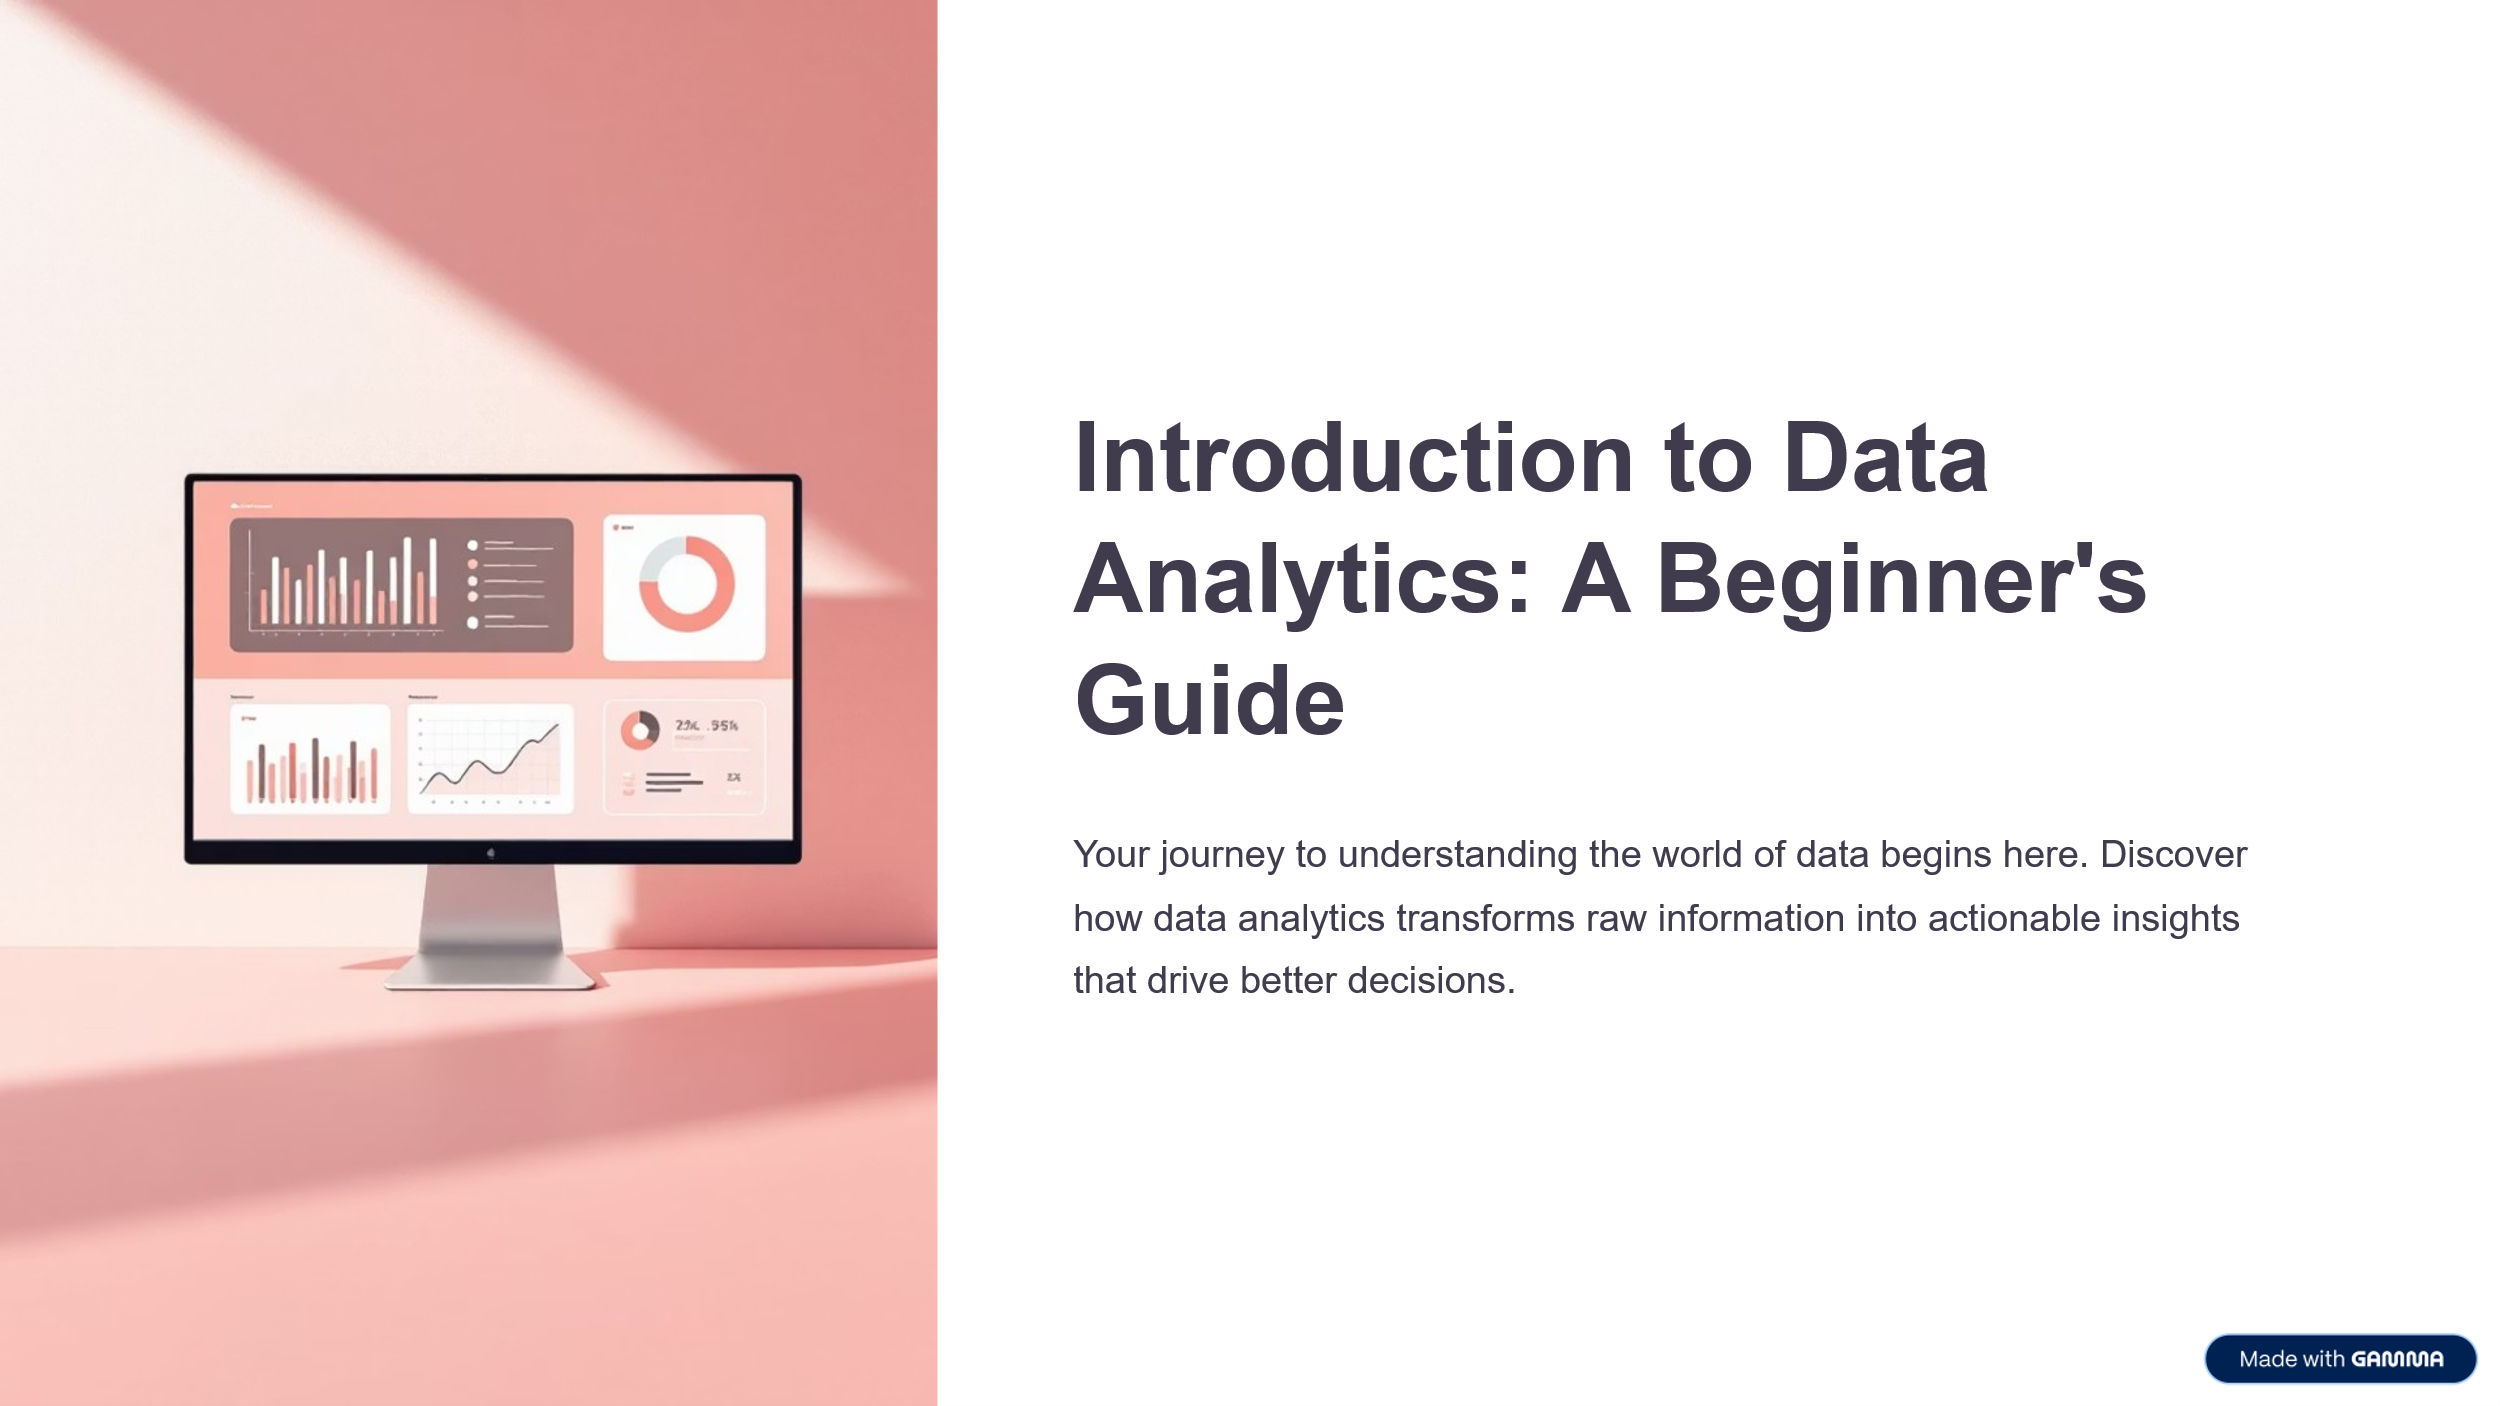 Introduction to Data
Analytics: A Beginner's
Guide
Your journey to understanding the world of data begins here. Discover
how data analytics transforms raw information into actionable insights
that drive better decisions.
Made with GAMMA